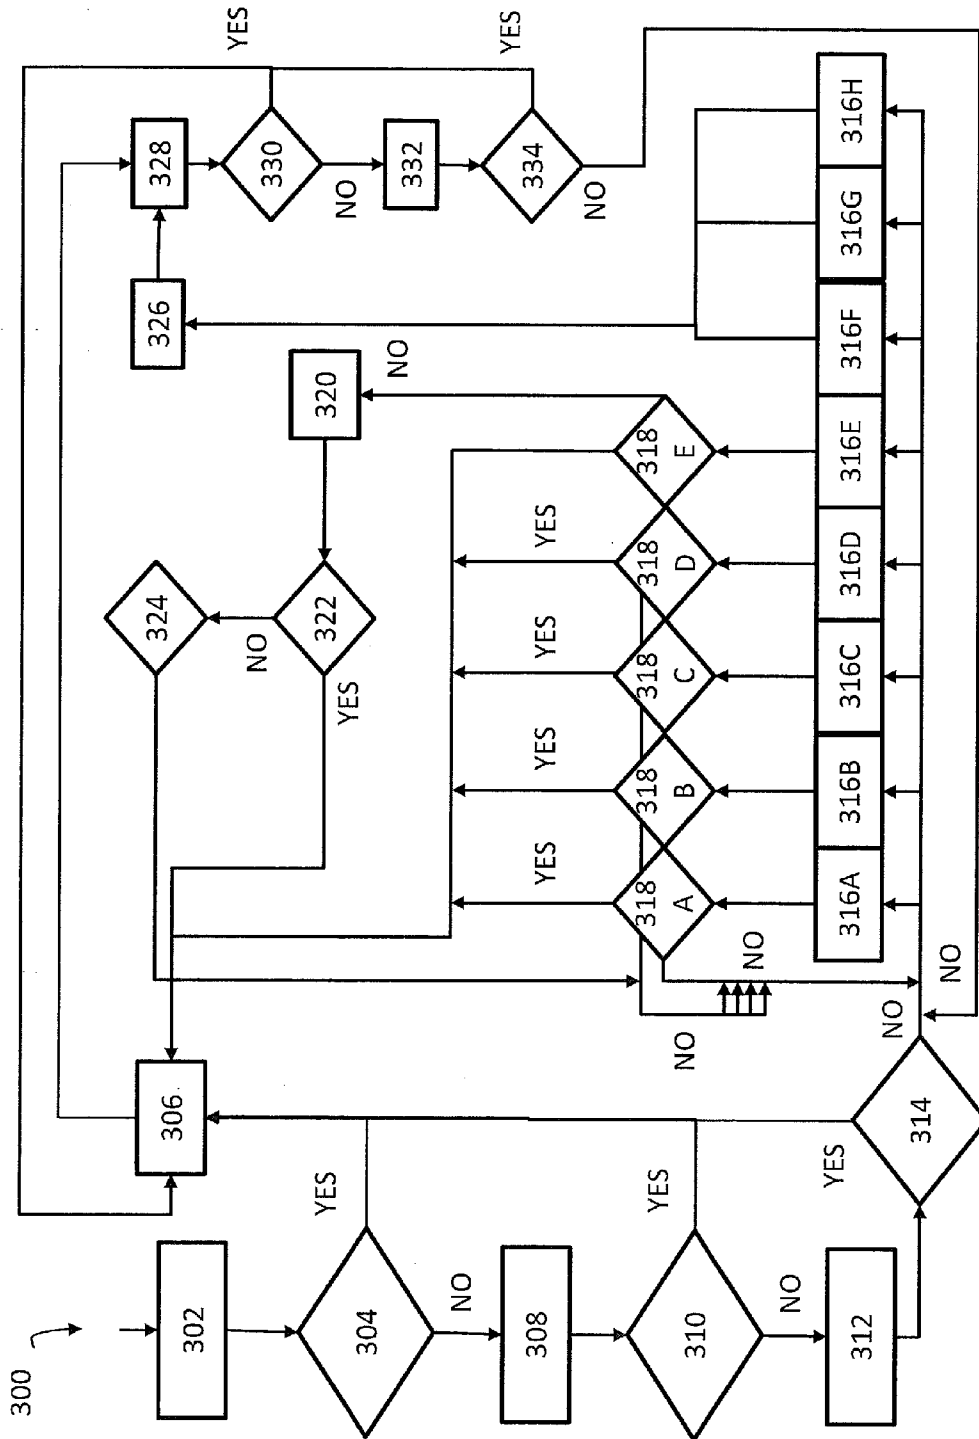 300
302
304
YES
NO
308
310
YES
NO
312
314
YES
NO
NO
306
NO
NO
316A
316B
316C
316D
316E
316F
316G
316H
318
A
318
B
318
C
318
D
318
E
YES
YES
YES
YES
NO
320
322
YES
NO
324
326
328
330
YES
NO
332
334
YES
NO